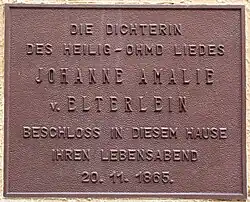 DIE DICHTERIN
DES HEILIG-OHMD LIEDES
JOHANNE AMALIE
v. ELTERLEIN
BESCHLOSS IN DIESEM HAUSE
IHREN LEBENSABEND
20. 11. 1865.